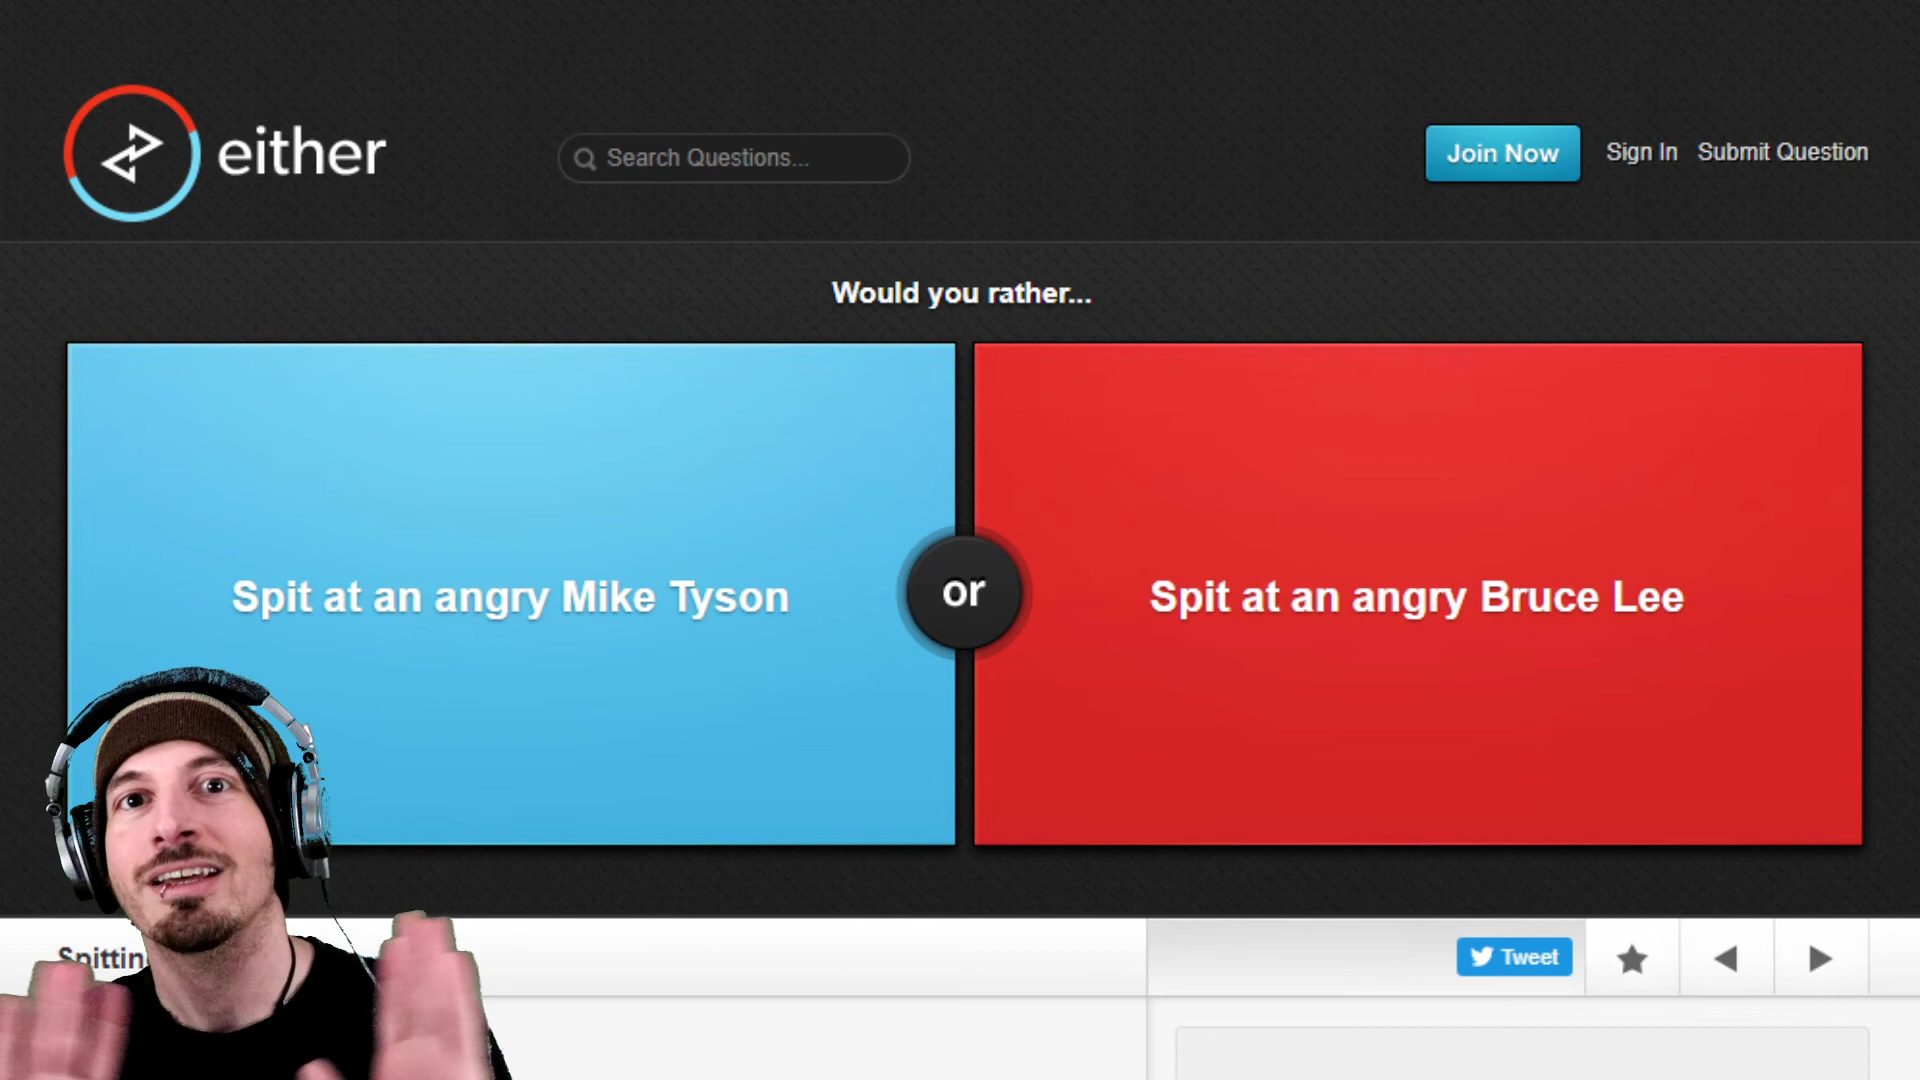 either
Search Questions...
Join Now
Sign In
Submit Question
Would you rather...
Spit at an angry Mike Tyson
or
Spit at an angry Bruce Lee
Tweet